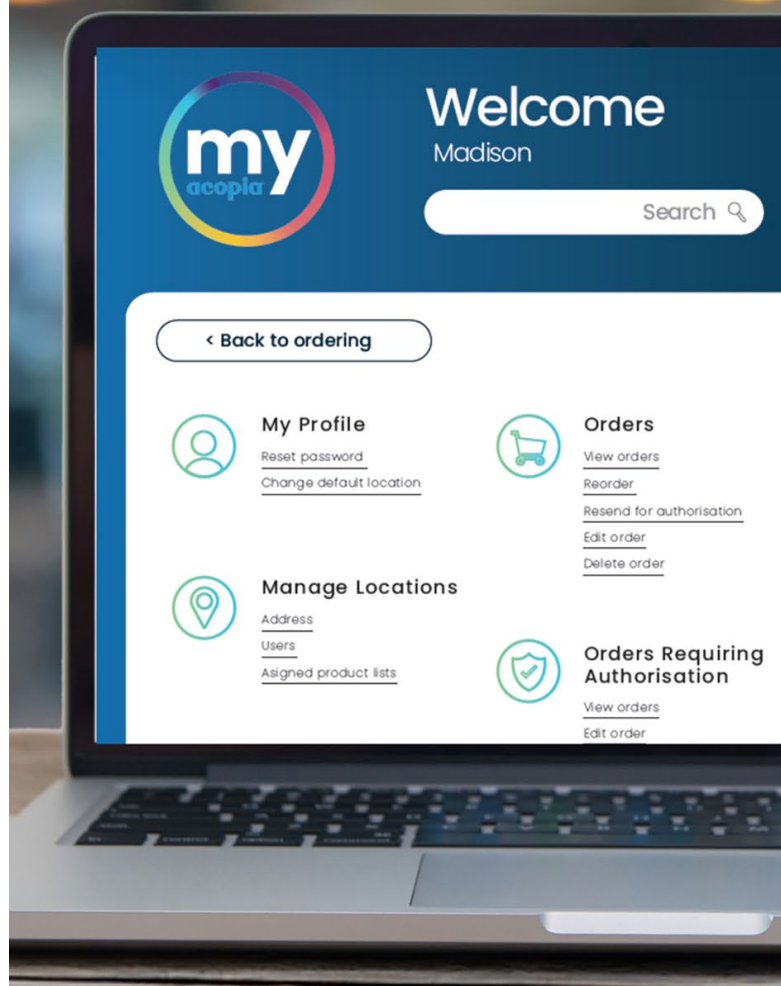 my
acopia
Welcome
Madison
Search
< Back to ordering
My Profile
Reset password
Change default location
Manage Locations
Address
Users
Asigned product lists
Orders
View orders
Reorder
Resend for authorisation
Edit order
Delete order
Orders Requiring
Authorisation
View orders
Edit order